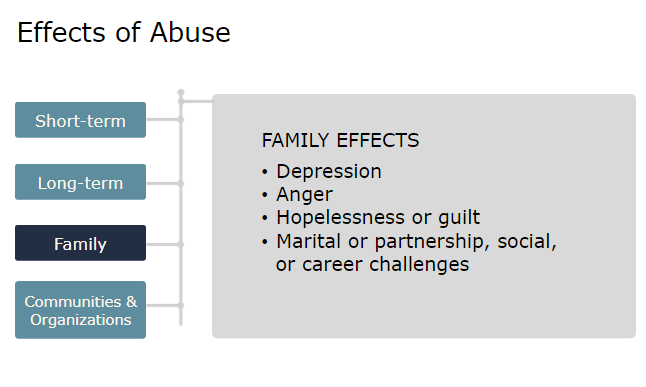 Effects of Abuse
Short-term
Long-term
Family
Communities &
Organizations
FAMILY EFFECTS
• Depression
• Anger
• Hopelessness or guilt
• Marital or partnership, social,
or career challenges